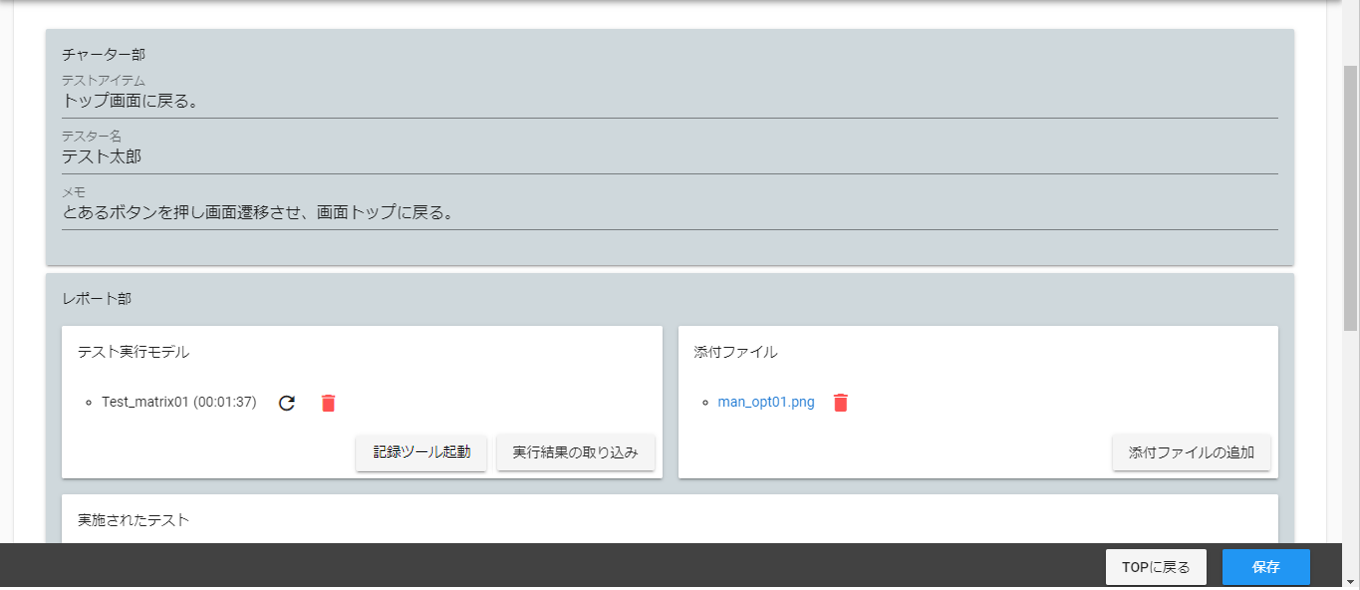 チャーター部
テストアイテム
トップ画面に戻る。
テスター名
テスト太郎
メモ
とあるボタンを押し画面遷移させ、画面トップに戻る。
レポート部
テスト実行モデル
Test_matrix01 (00:01:37)
記録ツール起動
実行結果の取り込み
添付ファイル
man_opt01.png
添付ファイルの追加
実施されたテスト
TOPに戻る
保存